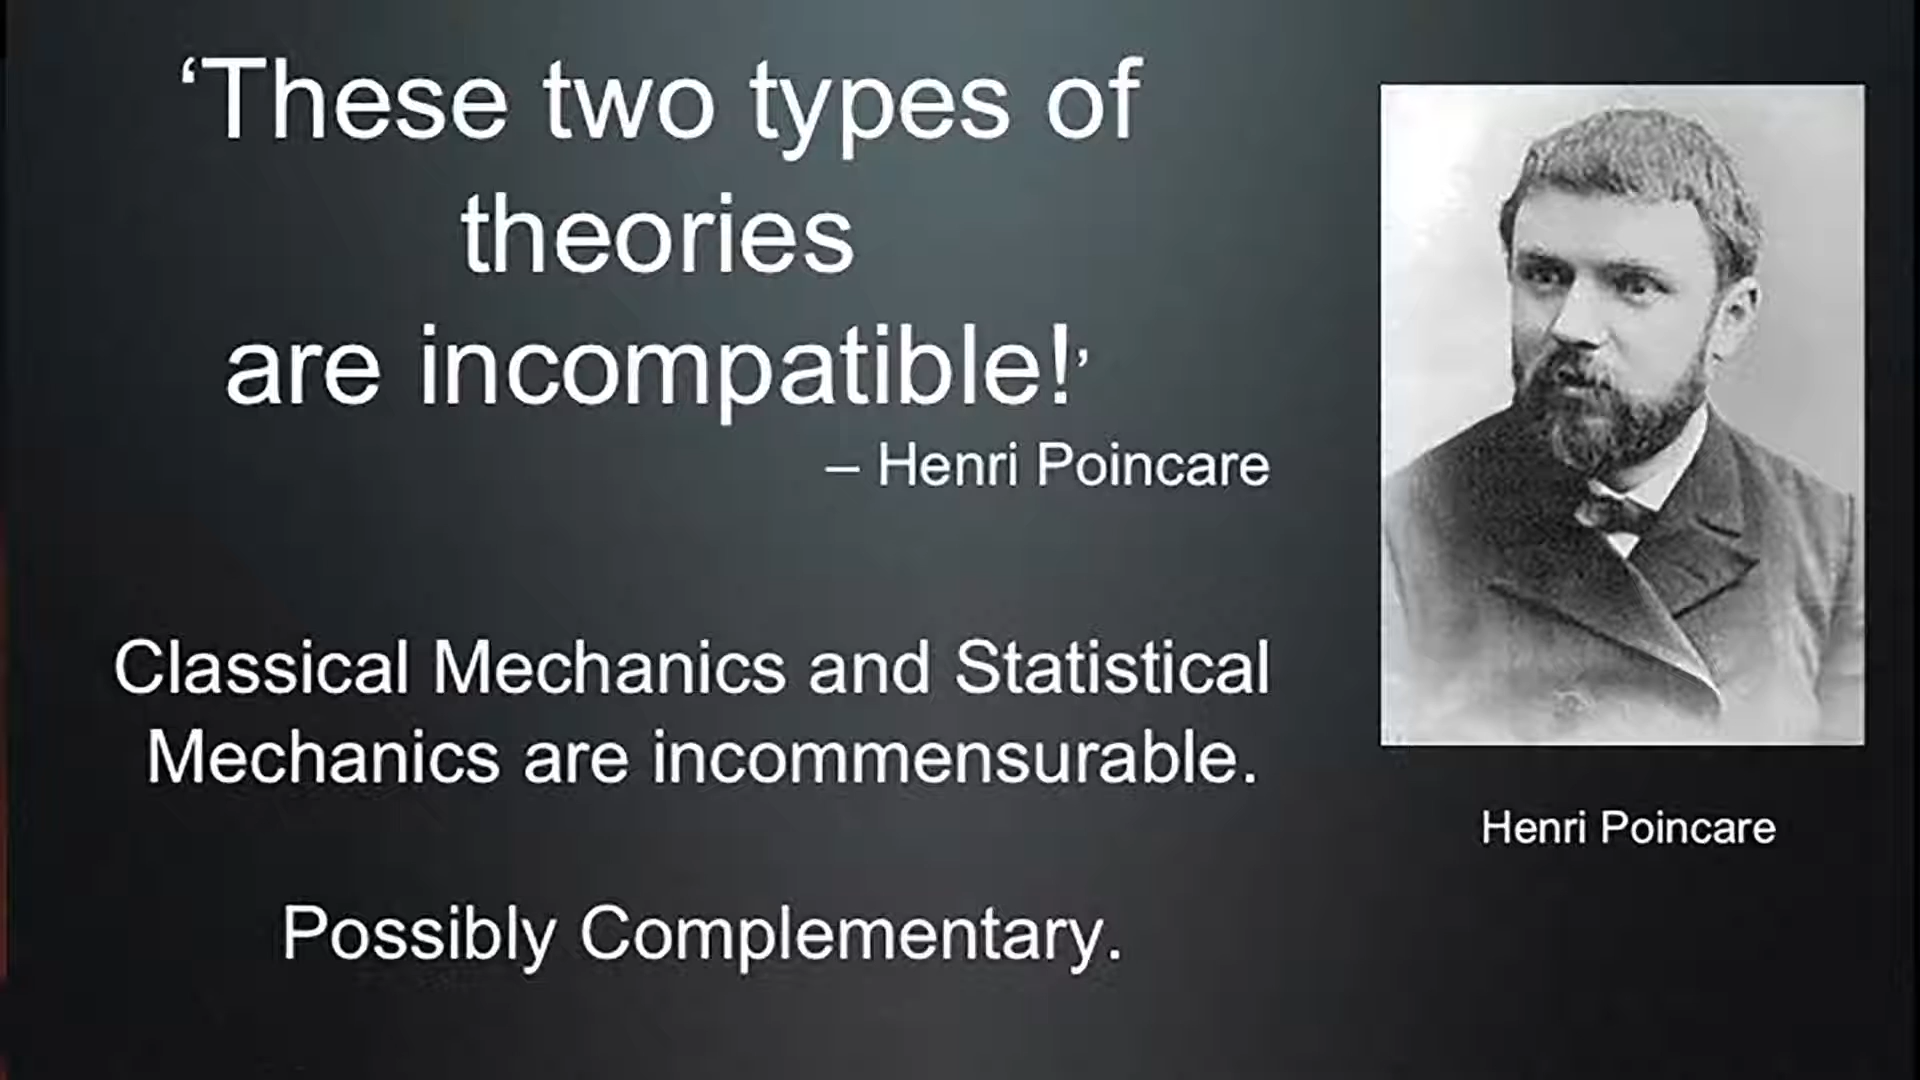 ‘These two types of
theories
are incompatible!’
– Henri Poincare
Classical Mechanics and Statistical
Mechanics are incommensurable.
Possibly Complementary.
Henri Poincare